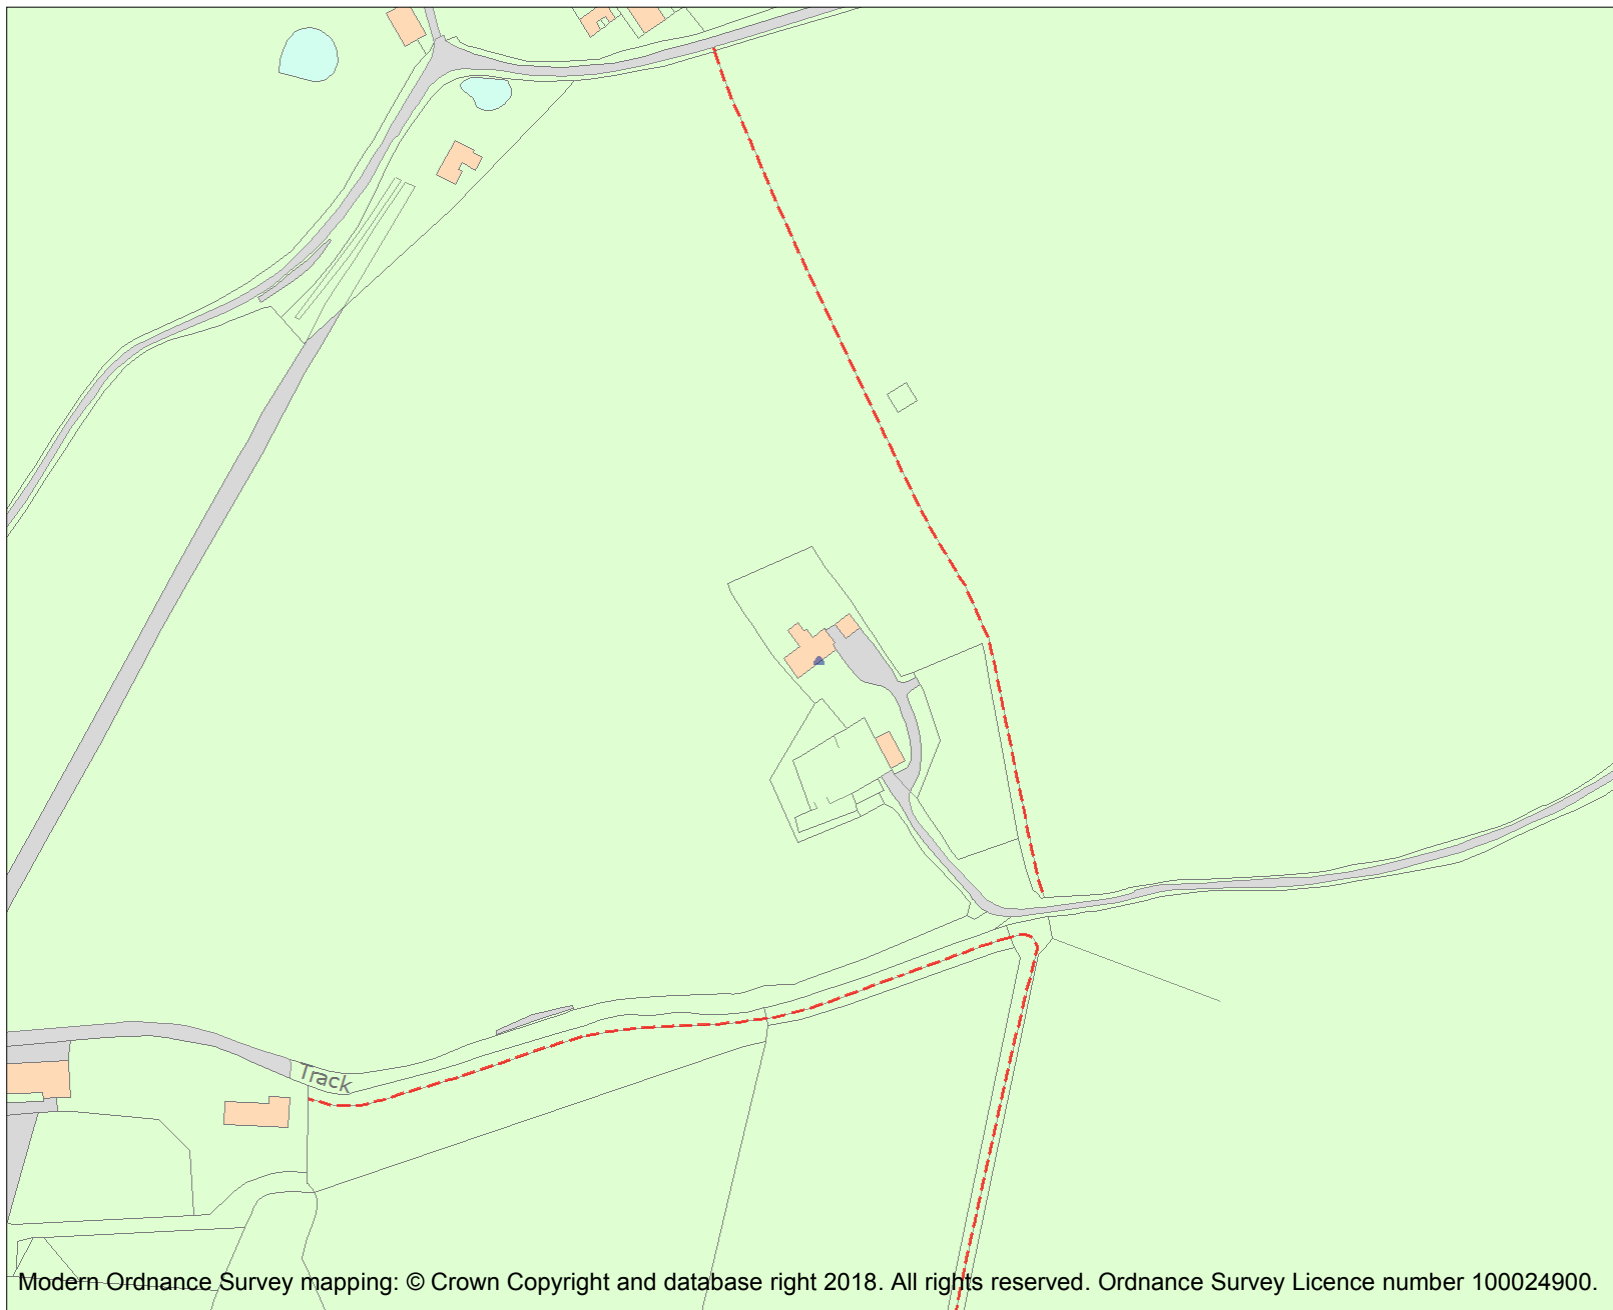 Track
Modern Ordnance Survey mapping: © Crown Copyright and database right 2018. All rights reserved. Ordnance Survey Licence number 100024900.